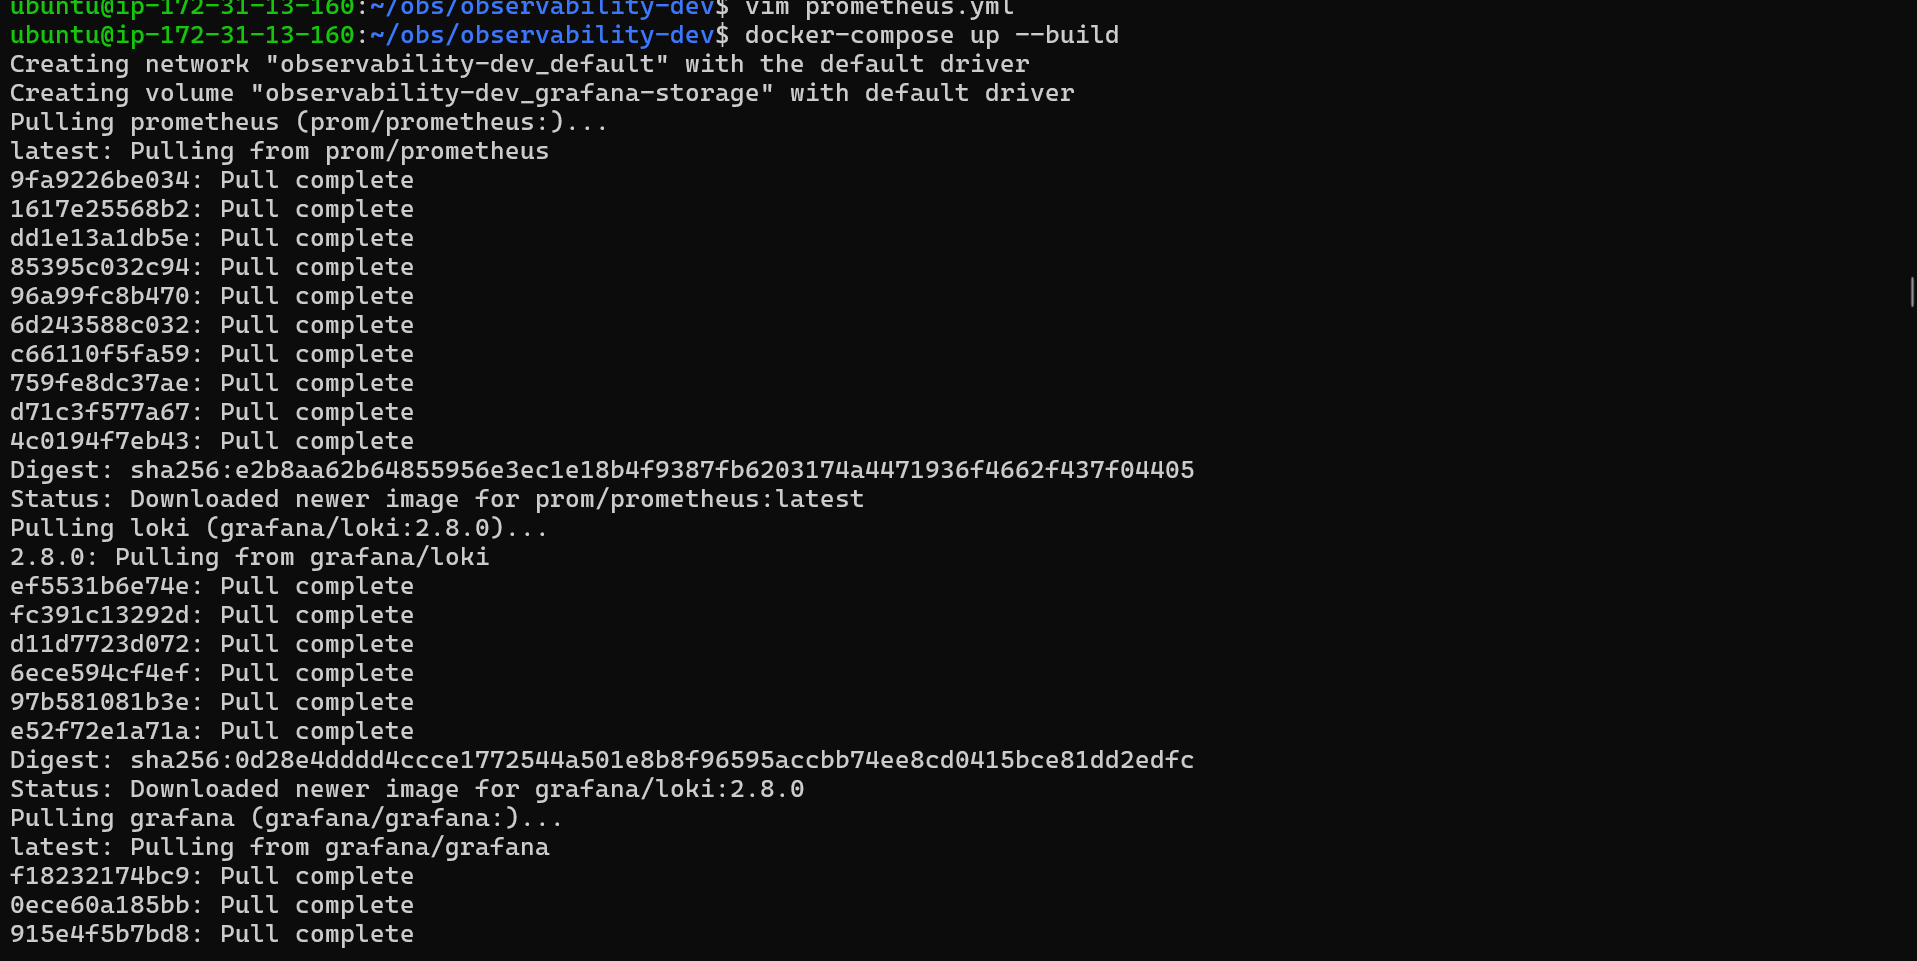 ubuntu@ip-172-31-13-160:~/obs/observability-dev$ vim prometheus.yml
ubuntu@ip-172-31-13-160:~/obs/observability-dev$ docker-compose up --build
Creating network "observability-dev_default" with the default driver
Creating volume "observability-dev_grafana-storage" with default driver
Pulling prometheus (prom/prometheus:)...
latest: Pulling from prom/prometheus
9fa9226be034: Pull complete
1617e25568b2: Pull complete
dd1e13a1db5e: Pull complete
85395c032c94: Pull complete
96a99fc8b470: Pull complete
6d243588c032: Pull complete
c66110f5fa59: Pull complete
759fe8dc37ae: Pull complete
d71c3f577a67: Pull complete
4c0194f7eb43: Pull complete
Digest: sha256:e2b8aa62b64855956e3ec1e18b4f9387fb6203174a4471936f4662f437f04405
Status: Downloaded newer image for prom/prometheus:latest
Pulling loki (grafana/loki:2.8.0)...
2.8.0: Pulling from grafana/loki
ef5531b6e74e: Pull complete
fc391c13292d: Pull complete
d11d7723d072: Pull complete
6ece594cf4ef: Pull complete
97b581081b3e: Pull complete
e52f72e1a71a: Pull complete
Digest: sha256:0d28e4dddd4ccce1772544a501e8b8f96595accbb74ee8cd0415bce81dd2edfc
Status: Downloaded newer image for grafana/loki:2.8.0
Pulling grafana (grafana/grafana:)...
latest: Pulling from grafana/grafana
f18232174bc9: Pull complete
0ece60a185bb: Pull complete
915e4f5b7bd8: Pull complete